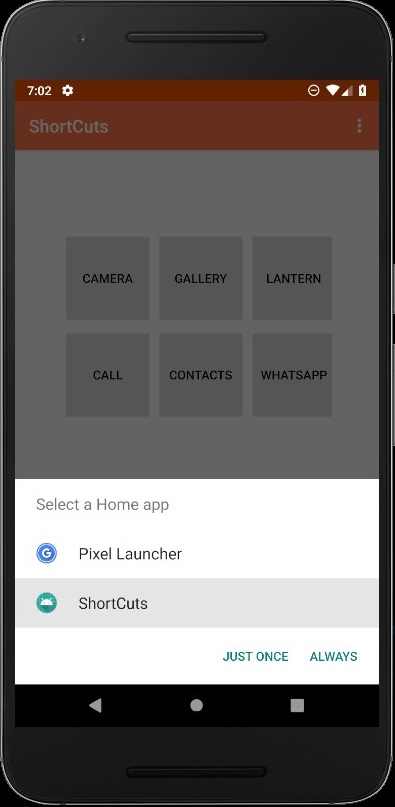 7:02
ShortCuts
CAMERA GALLERY LANTERN
CALL CONTACTS WHATSAPP
Select a Home app
G Pixel Launcher
ShortCuts
JUST ONCE ALWAYS